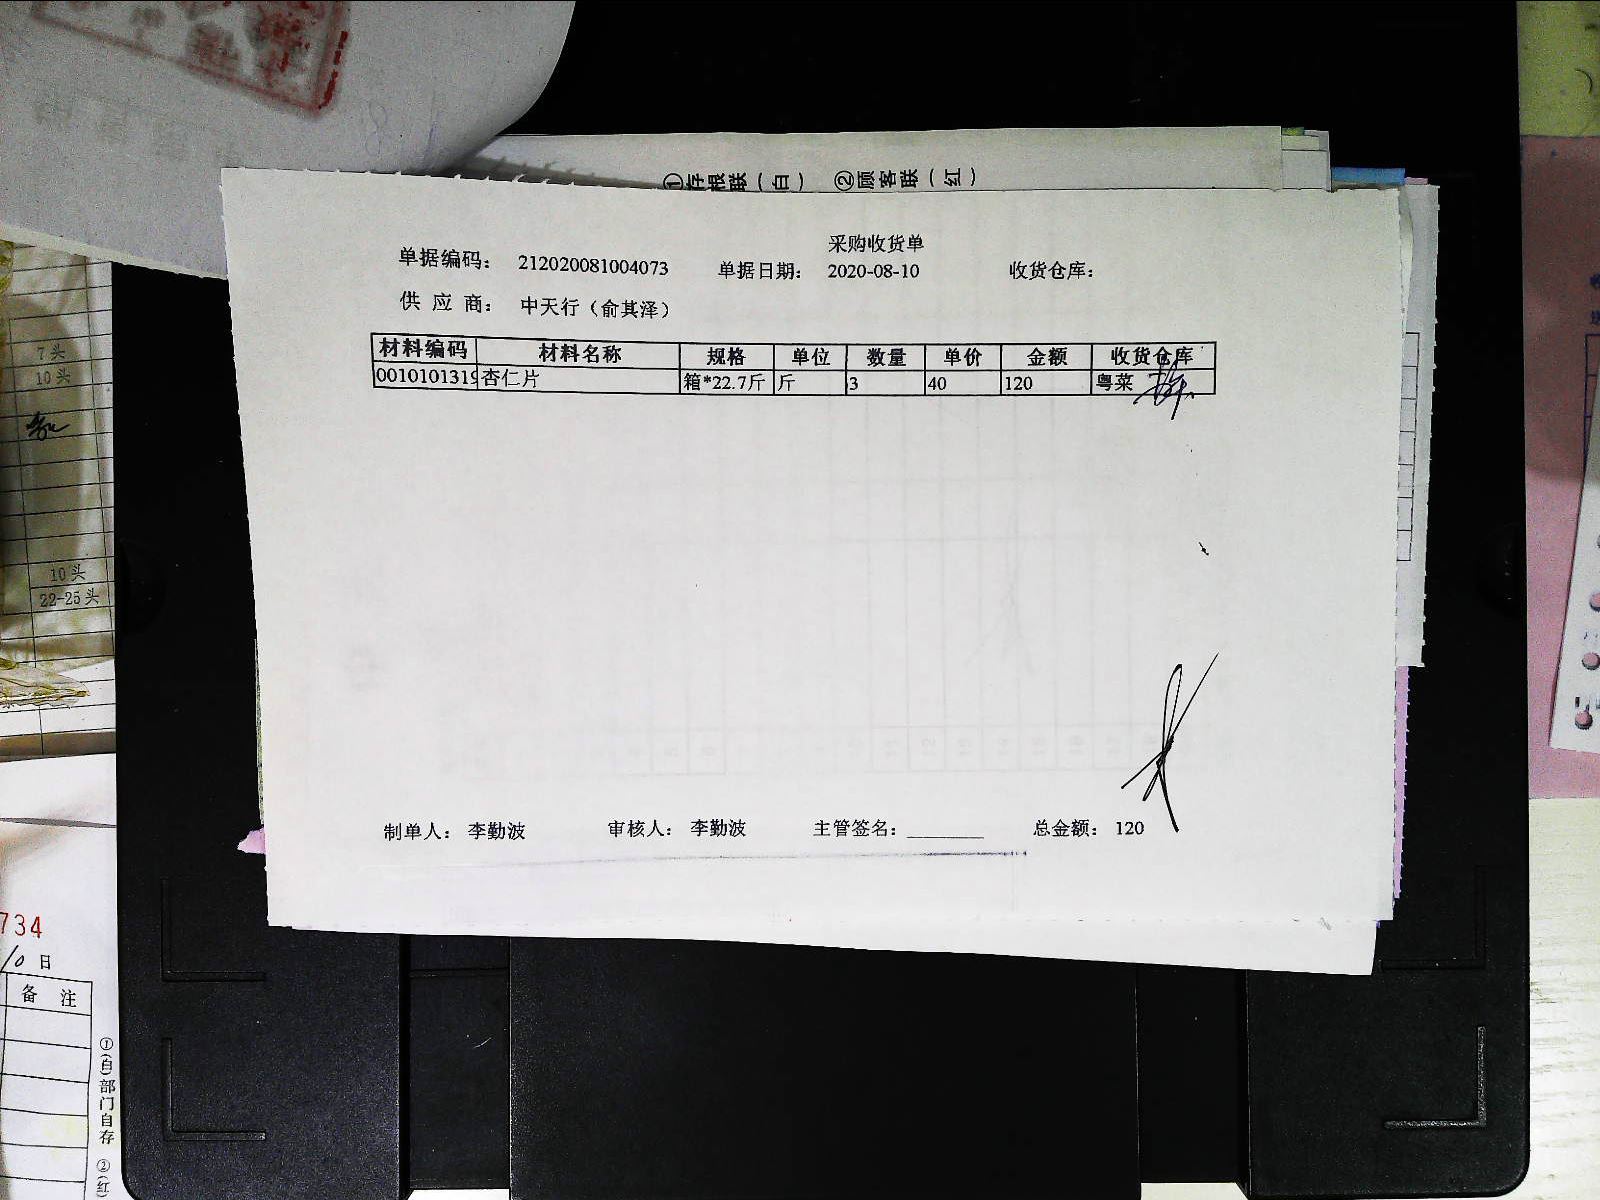 ①存根联（白） ②顾客联（红）
采购收货单
单据编码： 212020081004073 单据日期： 2020-08-10 收货仓库：
供 应 商： 中天行（俞其泽）
材料编码 材料名称 规格 单位 数量 单价 金额 收货仓库
0010101319 杏仁片 箱*22.7斤 斤 3 40 120 粤菜
制单人： 李勤波 审核人： 李勤波 主管签名：________ 总金额： 120
7头
10头
10头
22-25头
734
10 日
备 注
①(白)部门自存 ②(红)